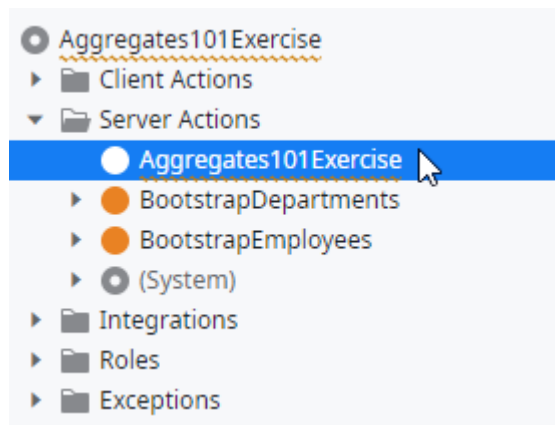 Aggregates101Exercise
Client Actions
Server Actions
Aggregates101Exercise
BootstrapDepartments
BootstrapEmployees
(System)
Integrations
Roles
Exceptions